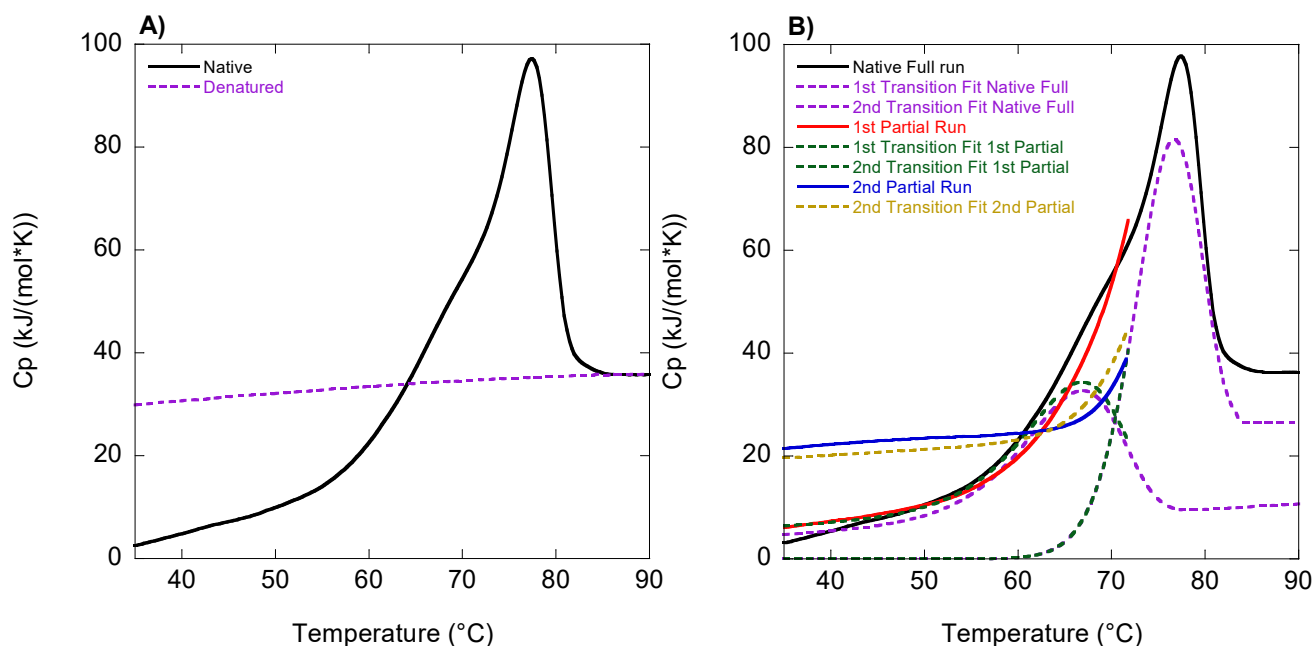 A)
Native
Denatured
100
80
60
40
20
0
Cp (kJ/(mol*K))
40 50 60 70 80 90
Temperature (°C)
B)
Native Full run
1st Transition Fit Native Full
2nd Transition Fit Native Full
1st Partial Run
1st Transition Fit 1st Partial
2nd Transition Fit 1st Partial
2nd Partial Run
2nd Transition Fit 2nd Partial
100
80
60
40
20
0
Cp (kJ/(mol*K))
40 50 60 70 80 90
Temperature (°C)